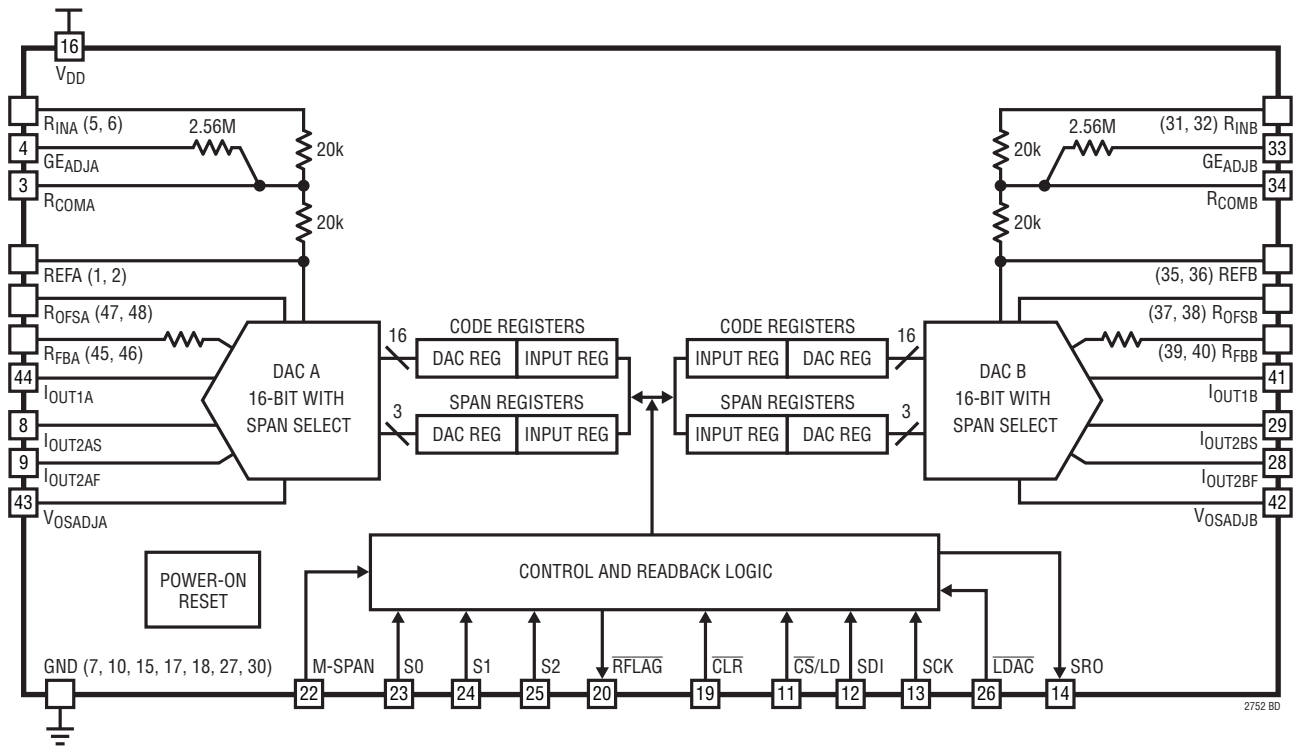 16
VDD
RINA (5, 6)
2.56M
20k
4
GEADJA
3
RCOMA
20k
REFA (1, 2)
ROFSA (47, 48)
RFBA (45, 46)
44
IOUT1A
8
IOUT2AS
9
IOUT2AF
43
VOSADJA
DAC A
16-BIT WITH
SPAN SELECT
16
CODE REGISTERS
DAC REG INPUT REG
3
SPAN REGISTERS
DAC REG INPUT REG
CODE REGISTERS
16
INPUT REG DAC REG
SPAN REGISTERS
3
INPUT REG DAC REG
DAC B
16-BIT WITH
SPAN SELECT
(31, 32) RINB
20k
2.56M
33
GEADJB
34
RCOMB
20k
(35, 36) REFB
(37, 38) ROFSB
(39, 40) RFBB
41
IOUT1B
29
IOUT2BS
28
IOUT2BF
42
VOSADJB
POWER-ON
RESET
CONTROL AND READBACK LOGIC
GND (7, 10, 15, 17, 18, 27, 30) M-SPAN S0 S1 S2 RFLAG CLR CS/LD SDI SCK LDAC SRO
22 23 24 25 20 19 11 12 13 26 14
2752 BD